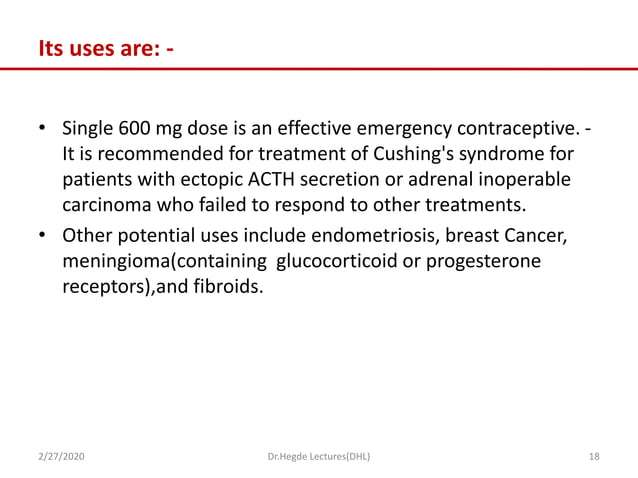 Its uses are: -
• Single 600 mg dose is an effective emergency contraceptive. -
It is recommended for treatment of Cushing's syndrome for
patients with ectopic ACTH secretion or adrenal inoperable
carcinoma who failed to respond to other treatments.
• Other potential uses include endometriosis, breast Cancer,
meningioma(containing  glucocorticoid or progesterone
receptors),and fibroids.
2/27/2020
Dr.Hegde Lectures(DHL)
18